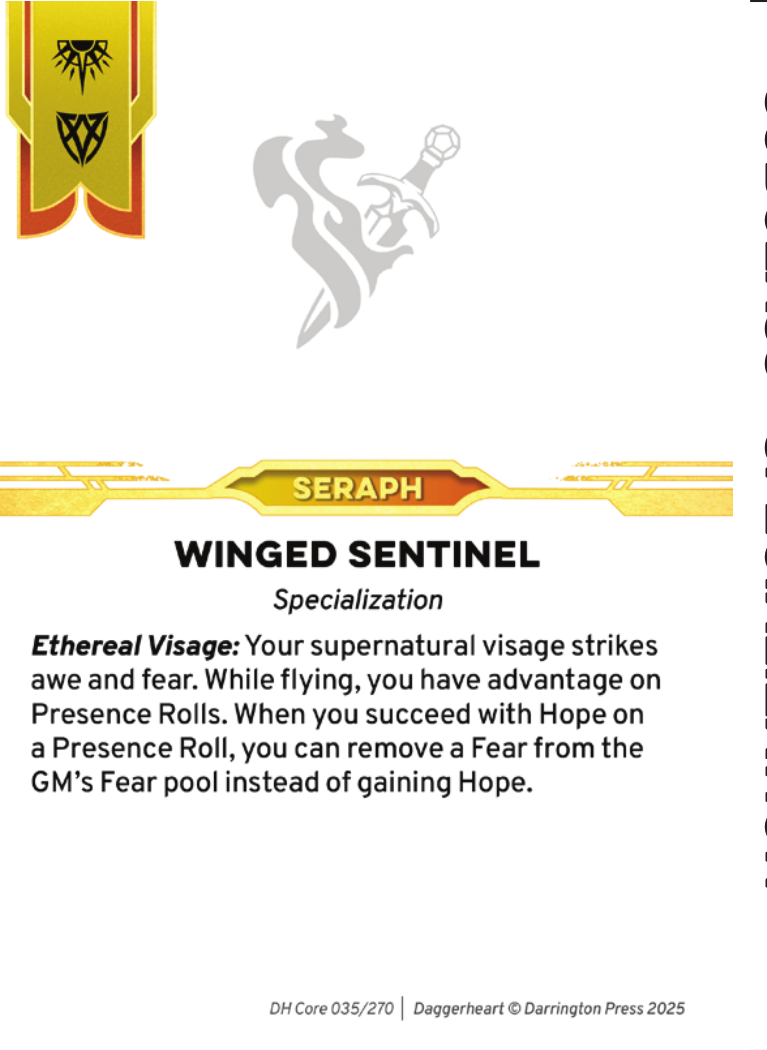 SERAPH
WINGED SENTINEL
Specialization
Ethereal Visage: Your supernatural visage strikes
awe and fear. While flying, you have advantage on
Presence Rolls. When you succeed with Hope on
a Presence Roll, you can remove a Fear from the
GM’s Fear pool instead of gaining Hope.
DH Core 035/270 | Daggerheart © Darrington Press 2025